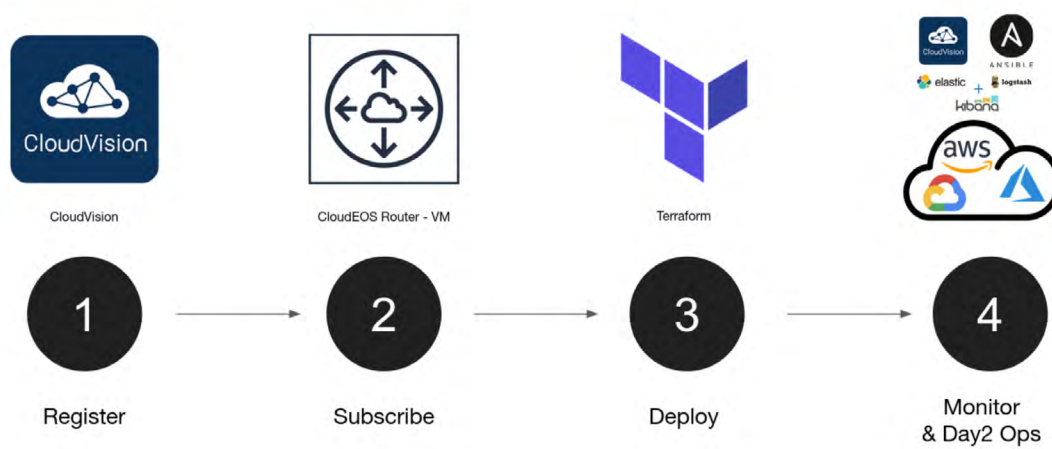 CloudVision
CloudVision
ANSIBLE
elastic
+
logstash
kibana
aws
CloudVision
CloudEOS Router - VM
Terraform
1
2
3
4
Register
Subscribe
Deploy
Monitor
& Day2 Ops